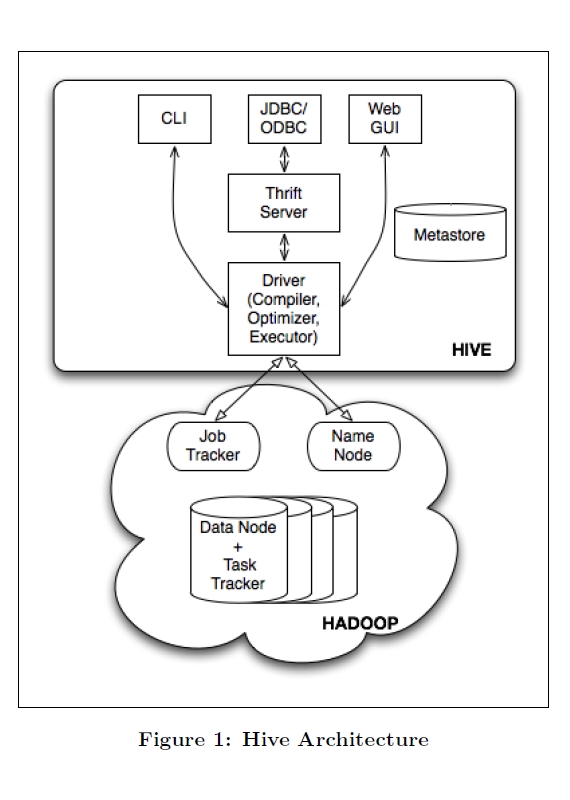 CLI
JDBC/
ODBC
Web
GUI
Thrift
Server
Metastore
Driver
(Compiler,
Optimizer,
Executor)
HIVE
Job
Tracker
Name
Node
Data Node
+
Task
Tracker
HADOOP
Figure 1: Hive Architecture